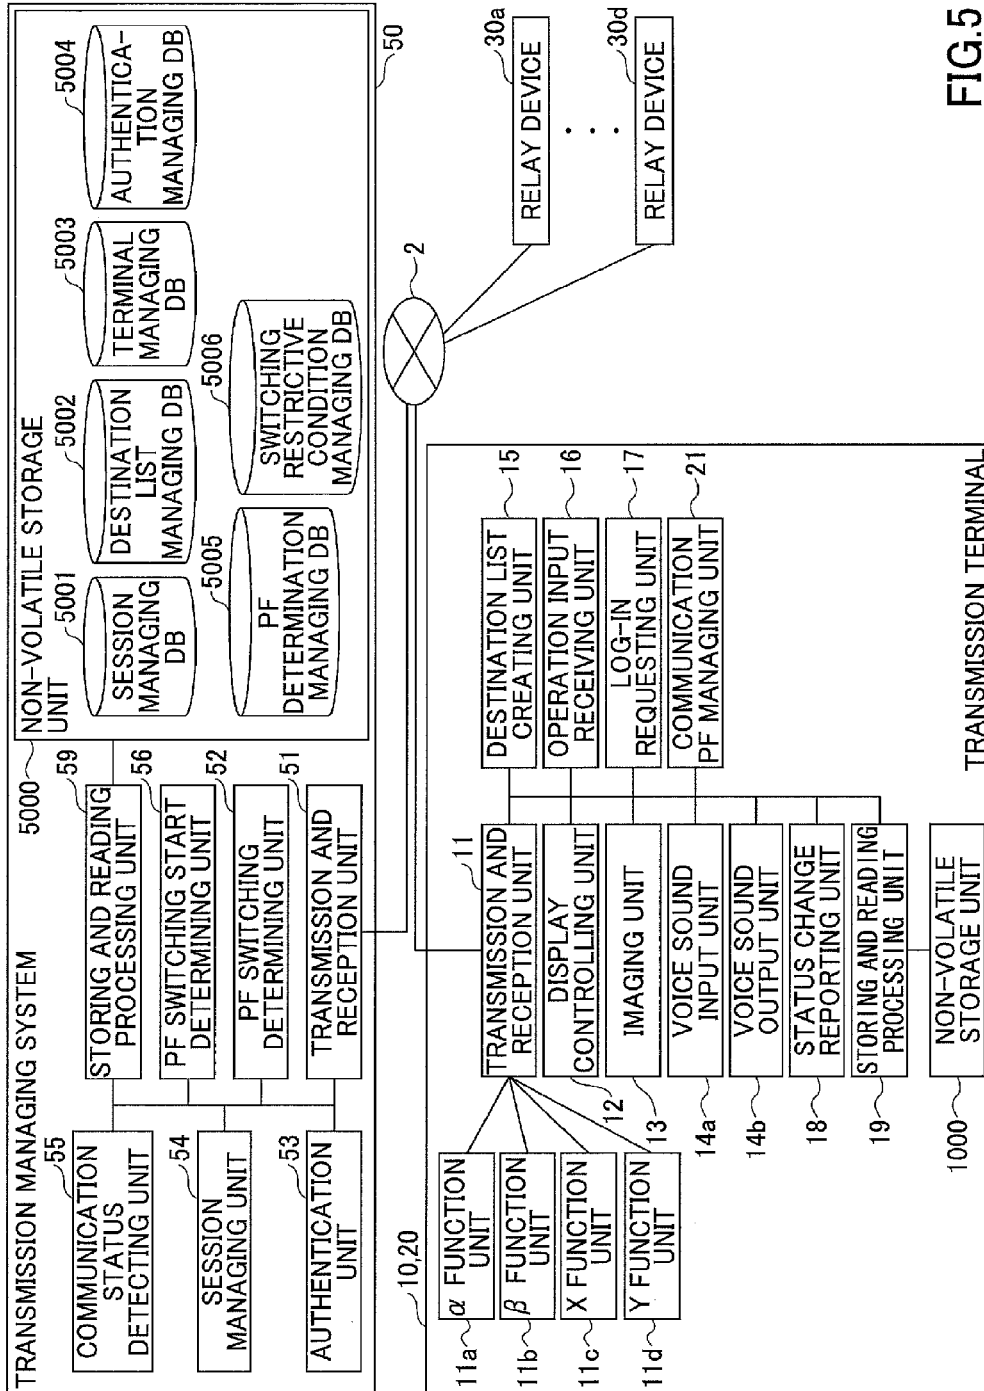 TRANSMISSION MANAGING SYSTEM
55
COMMUNICATION
STATUS
DETECTING UNIT
54
SESSION
MANAGING UNIT
53
AUTHENTICATION
UNIT
59
STORING AND READING
PROCESSING UNIT
56
PF SWITCHING START
DETERMINING UNIT
52
PF SWITCHING
DETERMINING UNIT
51
TRANSMISSION AND
RECEPTION UNIT
5000
NON-VOLATILE STORAGE
UNIT
5001
SESSION
MANAGING
DB
5002
DESTINATION
LIST
MANAGING DB
5003
TERMINAL
MANAGING
DB
5004
AUTHENTICA-
TION
MANAGING DB
5005
PF
DETERMINATION
MANAGING DB
5006
SWITCHING
RESTRICTIVE
CONDITION
MANAGING DB
50
2
30a
RELAY DEVICE
30d
RELAY DEVICE
10,20
11a
α FUNCTION
UNIT
11b
β FUNCTION
UNIT
11c
X FUNCTION
UNIT
11d
Y FUNCTION
UNIT
11
TRANSMISSION AND
RECEPTION UNIT
12
DISPLAY
CONTROLLING UNIT
13
IMAGING UNIT
14a
VOICE SOUND
INPUT UNIT
14b
VOICE SOUND
OUTPUT UNIT
18
STATUS CHANGE
REPORTING UNIT
19
STORING AND READING
PROCESSING UNIT
1000
NON-VOLATILE
STORAGE UNIT
15
DESTINATION LIST
CREATING UNIT
16
OPERATION INPUT
RECEIVING UNIT
17
LOG-IN
REQUESTING UNIT
21
COMMUNICATION
PF MANAGING UNIT
TRANSMISSION TERMINAL
FIG.5